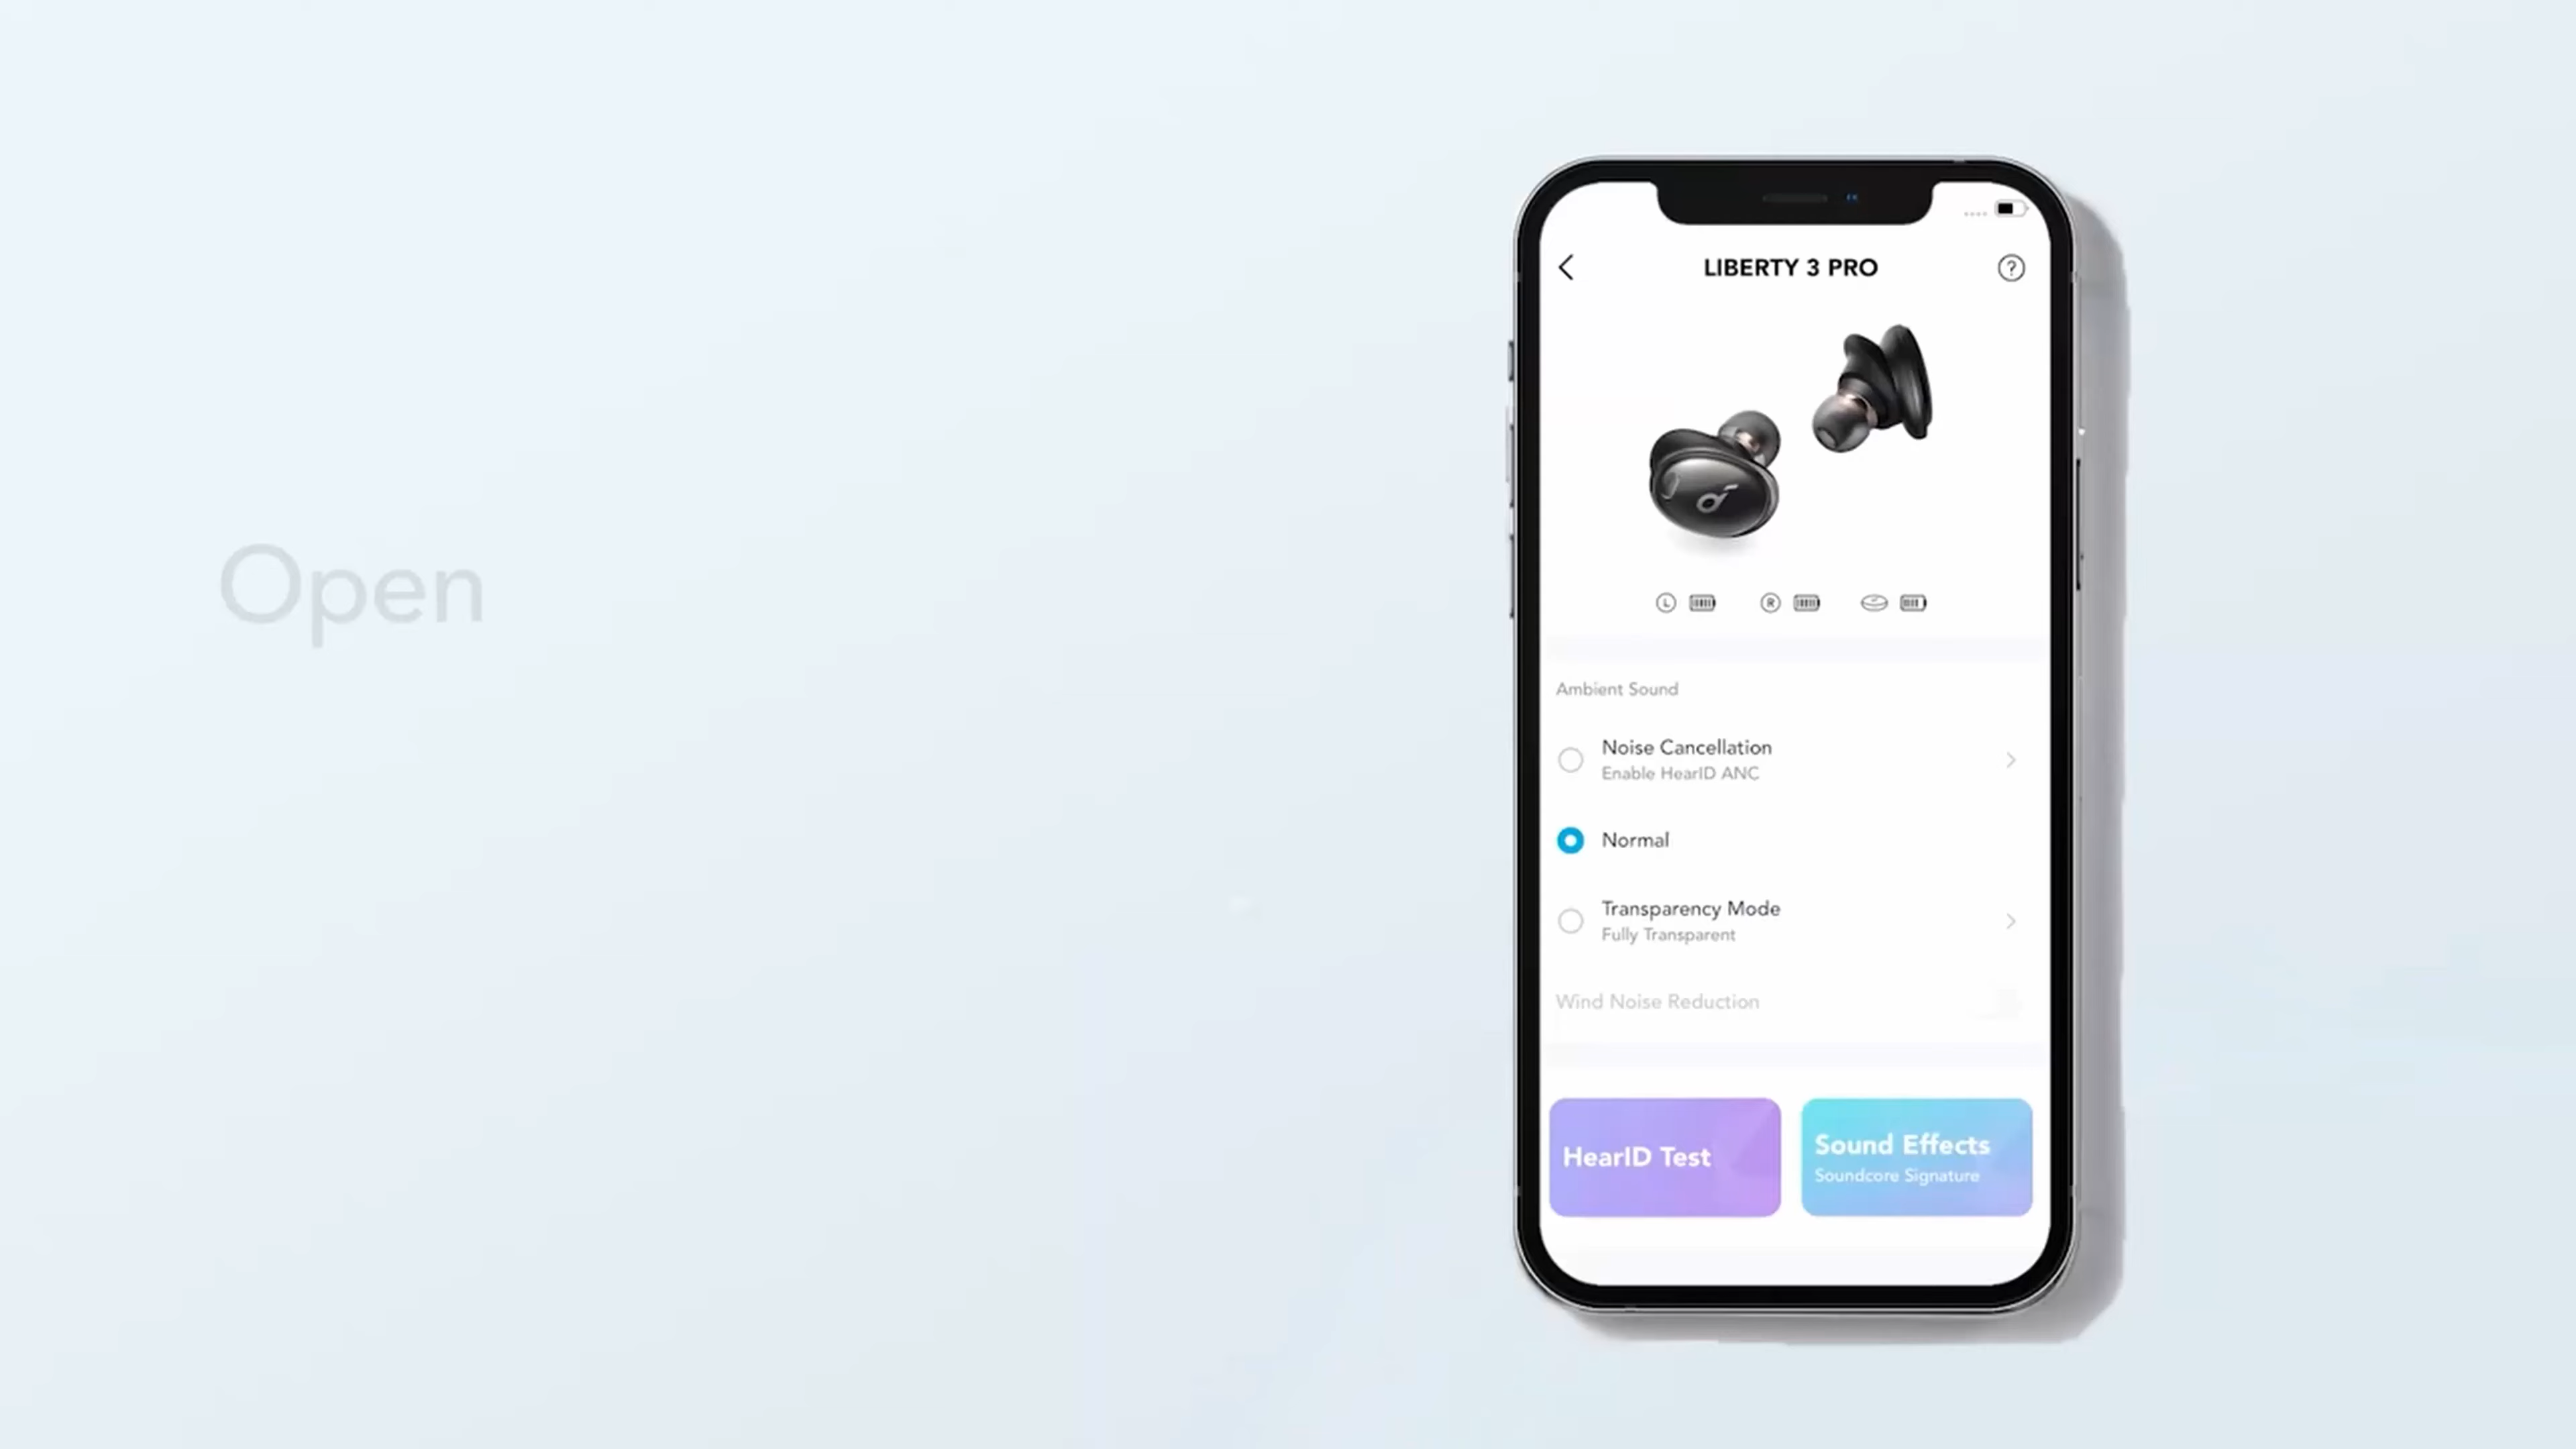 Open
LIBERTY 3 PRO
L
R
Ambient Sound
Noise Cancellation
Enable HearID ANC
Normal
Transparency Mode
Fully Transparent
Wind Noise Reduction
HearID Test
Sound Effects
Soundcore Signature